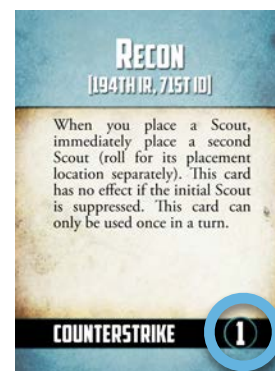 RECON
[194TH IR, 71ST ID]
When you place a Scout,
immediately place a second
Scout (roll for its placement
location separately). This card
has no effect if the initial Scout
is suppressed. This card can
only be used once in a turn.
COUNTERSTRIKE 1